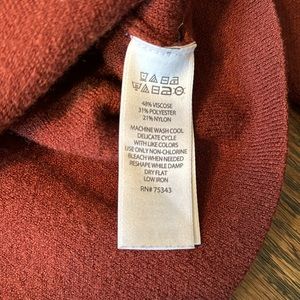 48% VISCOSE
31% POLYESTER
21% NYLON
MACHINE WASH COOL
DELICATE CYCLE
WITH LIKE COLORS
USE ONLY NON-CHLORINE
BLEACH WHEN NEEDED
RESHAPE WHILE DAMP
DRY FLAT
LOW IRON
RN# 75343